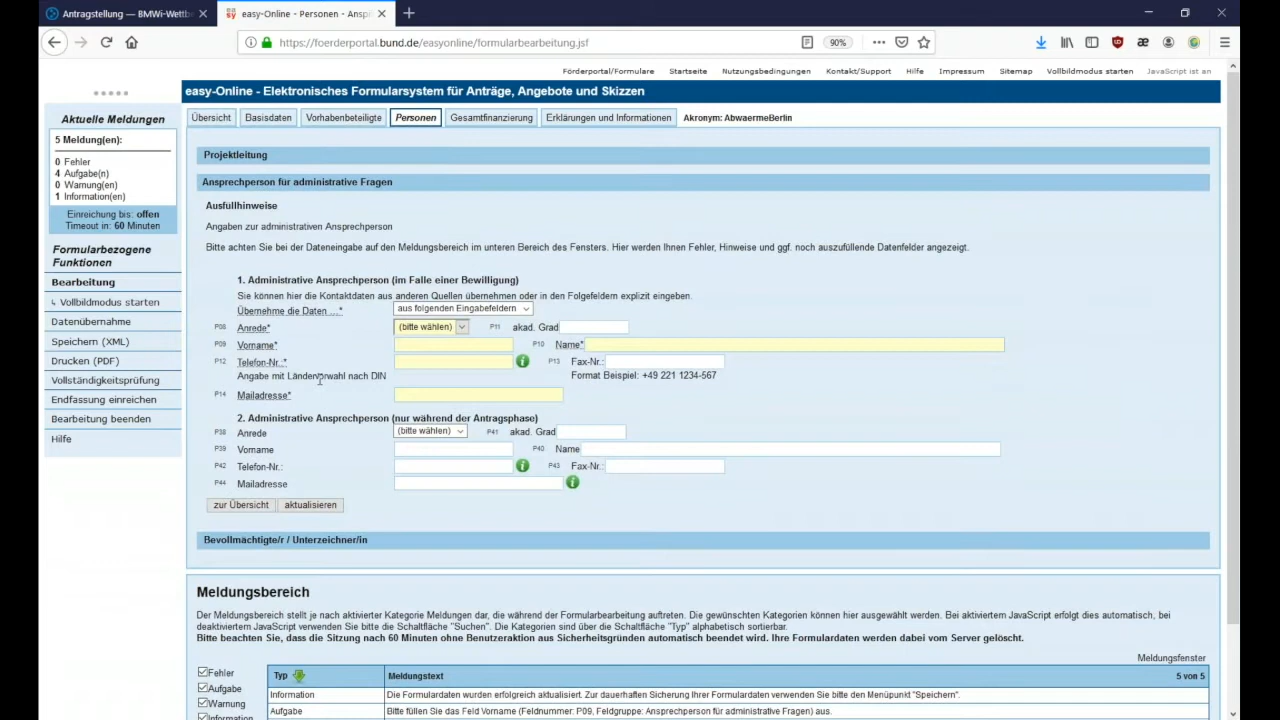 Antragstellung — BMWi-Wettbe
easy-Online - Personen - Anspr
https://foerderportal.bund.de/easyonline/formularbearbeitung.jsf
90%
Förderportal/Formulare Startseite Nutzungsbedingungen Kontakt/Support Hilfe Impressum Sitemap Vollbildmodus starten JavaScript ist an
easy-Online - Elektronisches Formularsystem für Anträge, Angebote und Skizzen
Übersicht Basisdaten Vorhabenbeteiligte Personen Gesamtfinanzierung Erklärungen und Informationen Akronym: AbwaermeBerlin
Aktuelle Meldungen
5 Meldung(en):
0 Fehler
4 Aufgabe(n)
0 Warnung(en)
1 Information(en)
Einreichung bis: offen
Timeout in: 60 Minuten
Formularbezogene
Funktionen
Bearbeitung
↳ Vollbildmodus starten
Datenübernahme
Speichern (XML)
Drucken (PDF)
Vollständigkeitsprüfung
Endfassung einreichen
Bearbeitung beenden
Hilfe
Projektleitung
Ansprechperson für administrative Fragen
Ausfüllhinweise
Angaben zur administrativen Ansprechperson
Bitte achten Sie bei der Dateneingabe auf den Meldungsbereich im unteren Bereich des Fensters. Hier werden Ihnen Fehler, Hinweise und ggf. noch auszufüllende Datenfelder angezeigt.
1. Administrative Ansprechperson (im Falle einer Bewilligung)
Sie können hier die Kontaktdaten aus anderen Quellen übernehmen oder in den Folgefeldern explizit eingeben.
Übernehme die Daten ...* aus folgenden Eingabefeldern
P08 Anrede* (bitte wählen) P11 akad. Grad
P09 Vorname* P10 Name*
P12 Telefon-Nr.:* P13 Fax-Nr.:
Angabe mit Ländervorwahl nach DIN Format Beispiel: +49 221 1234-567
P14 Mailadresse*
2. Administrative Ansprechperson (nur während der Antragsphase)
P38 Anrede (bitte wählen) P41 akad. Grad
P39 Vorname P40 Name
P42 Telefon-Nr.: P43 Fax-Nr.:
P44 Mailadresse
zur Übersicht aktualisieren
Bevollmächtigte/r / Unterzeichner/in
Meldungsbereich
Der Meldungsbereich stellt je nach aktivierter Kategorie Meldungen dar, die während der Formularbearbeitung auftreten. Die gewünschten Kategorien können hier ausgewählt werden. Bei aktiviertem JavaScript erfolgt dies automatisch, bei
deaktiviertem JavaScript verwenden Sie bitte die Schaltfläche "Suchen". Die Kategorien sind über die Schaltfläche "Typ" alphabetisch sortierbar.
Bitte beachten Sie, dass die Sitzung nach 60 Minuten ohne Benutzeraktion aus Sicherheitsgründen automatisch beendet wird. Ihre Formulardaten werden dabei vom Server gelöscht.
Meldungsfenster
Fehler
Aufgabe
Warnung
Information
Typ Meldungstext 5 von 5
Information Die Formulardaten wurden erfolgreich aktualisiert. Zur dauerhaften Sicherung Ihrer Formulardaten verwenden Sie bitte den Menüpunkt "Speichern".
Aufgabe Bitte füllen Sie das Feld Vorname (Feldnummer: P09, Feldgruppe: Ansprechperson für administrative Fragen) aus.